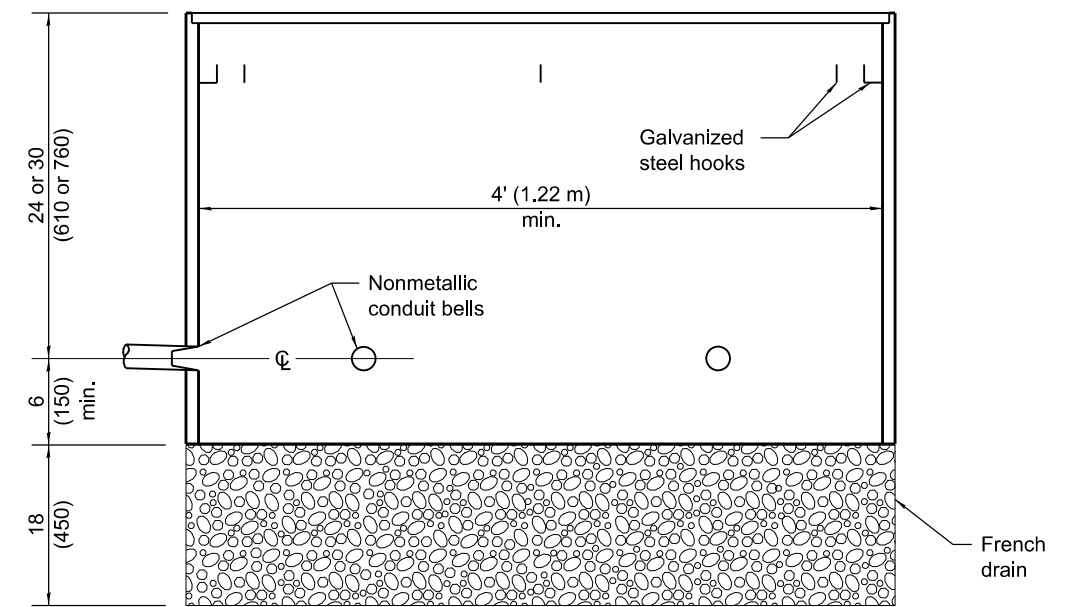 24 or 30
(610 or 760)
Galvanized
steel hooks
4' (1.22 m)
min.
Nonmetallic
conduit bells
℄
6
(150)
min.
18
(450)
French
drain